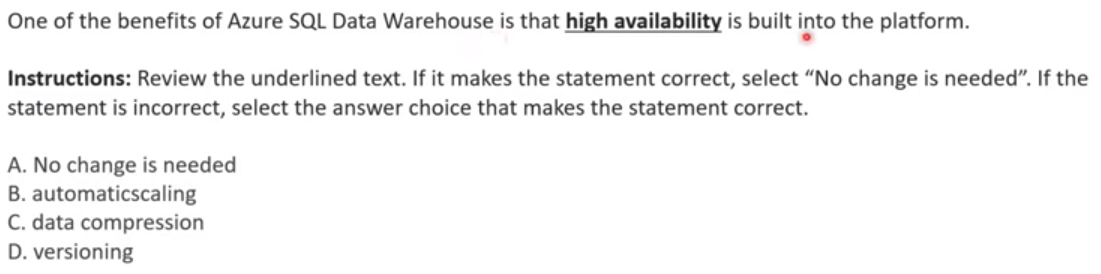 One of the benefits of Azure SQL Data Warehouse is that high availability is built into the platform.
Instructions: Review the underlined text. If it makes the statement correct, select “No change is needed”. If the
statement is incorrect, select the answer choice that makes the statement correct.
A. No change is needed
B. automaticscaling
C. data compression
D. versioning